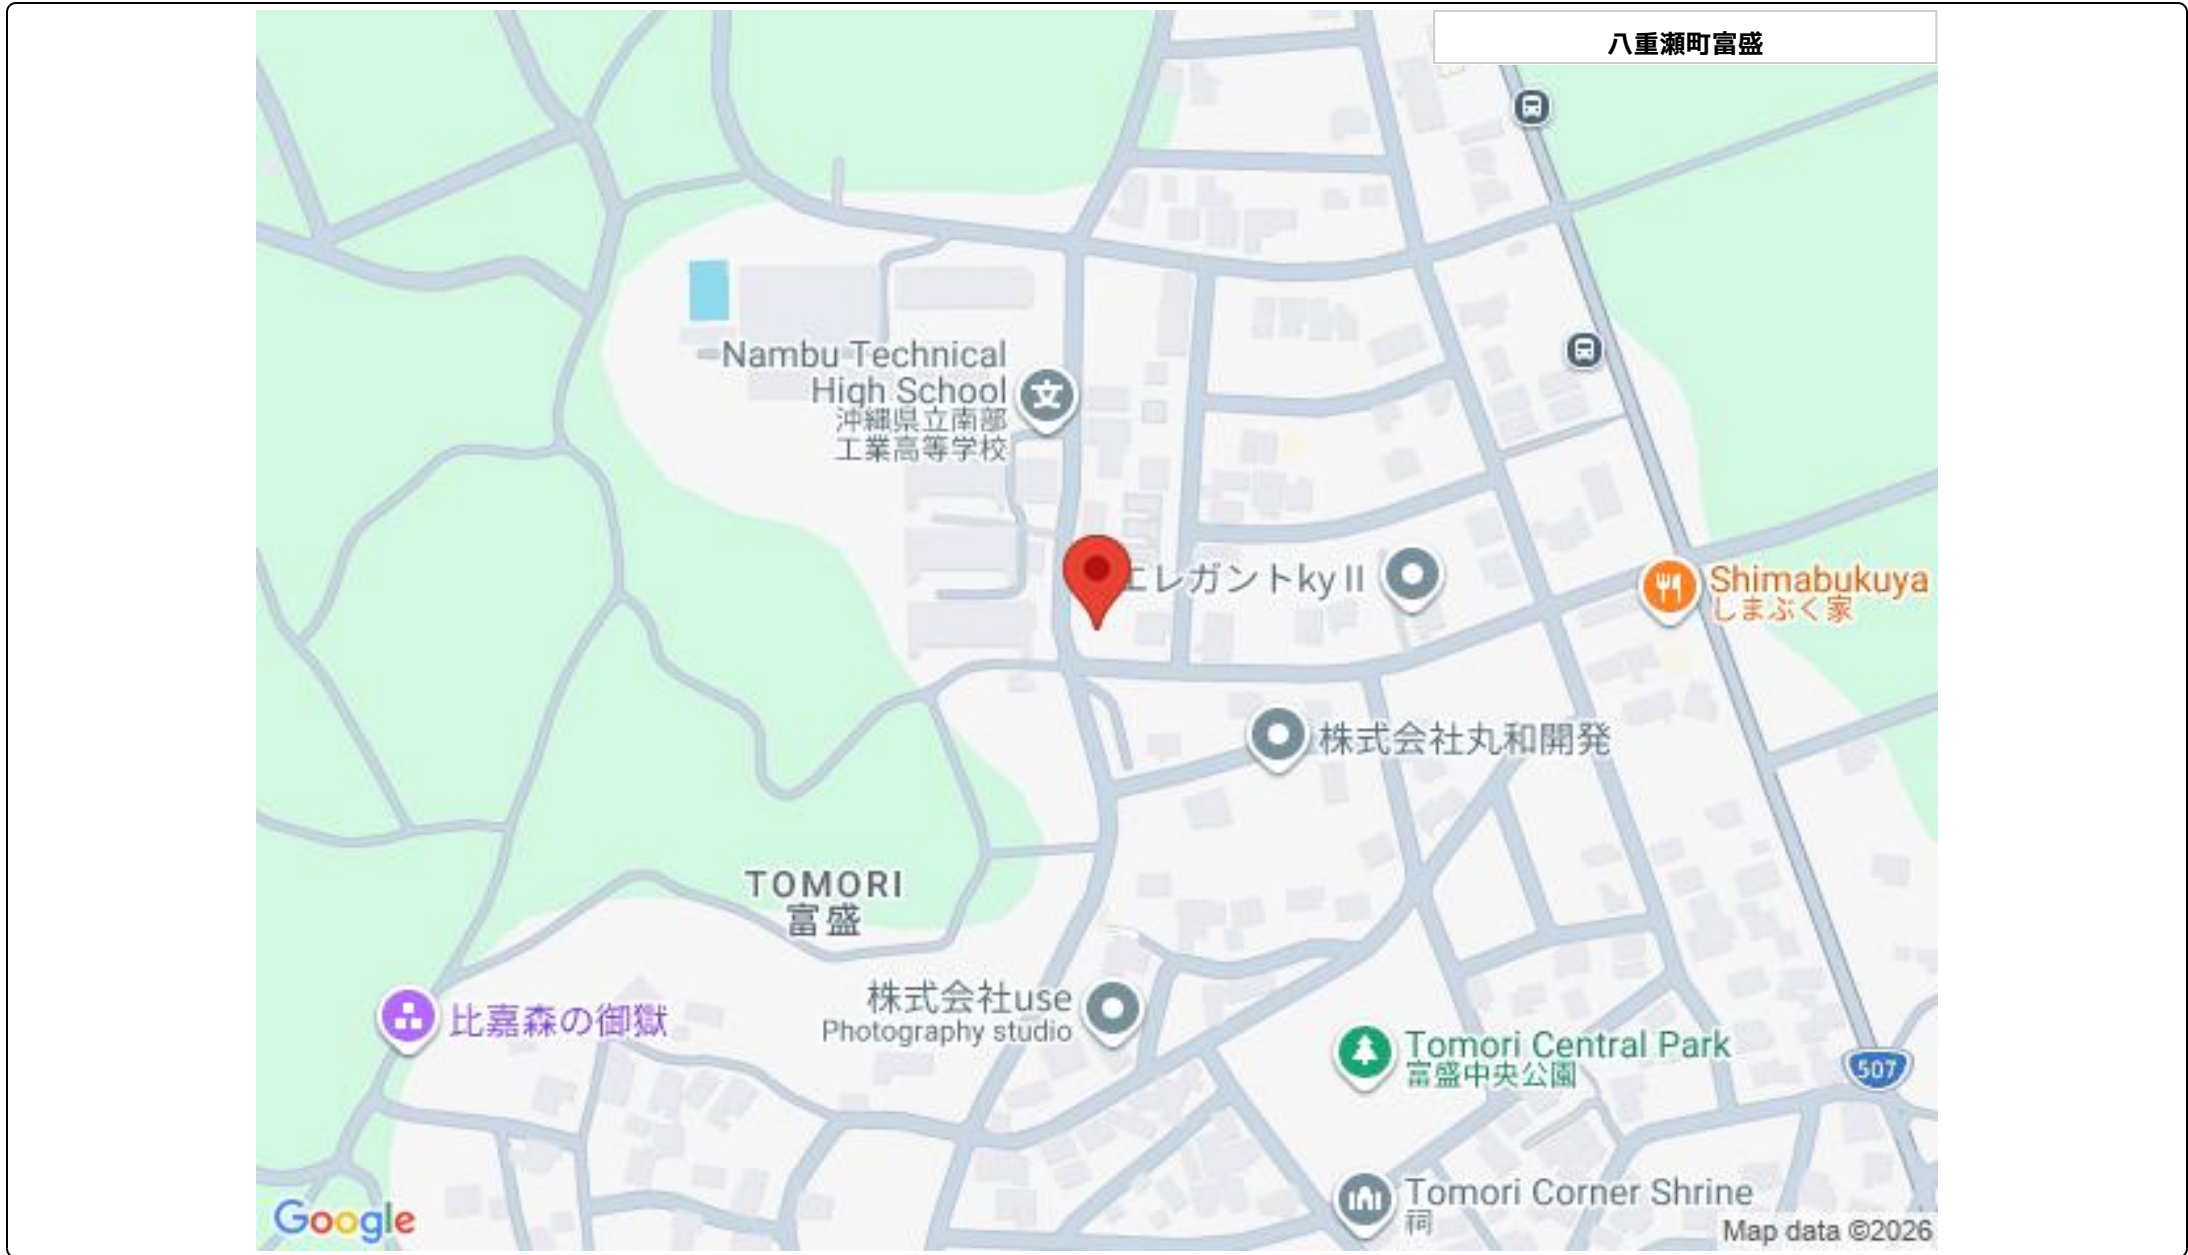 八重瀬町富盛
Nambu Technical
High School
沖縄県立南部
工業高等学校
エレガントky II
Shimabukuya
しまぶく家
株式会社丸和開発
TOMORI
富盛
株式会社use
Photography studio
比嘉森の御嶽
Tomori Central Park
富盛中央公園
507
Tomori Corner Shrine
祠
Google
Map data ©2026